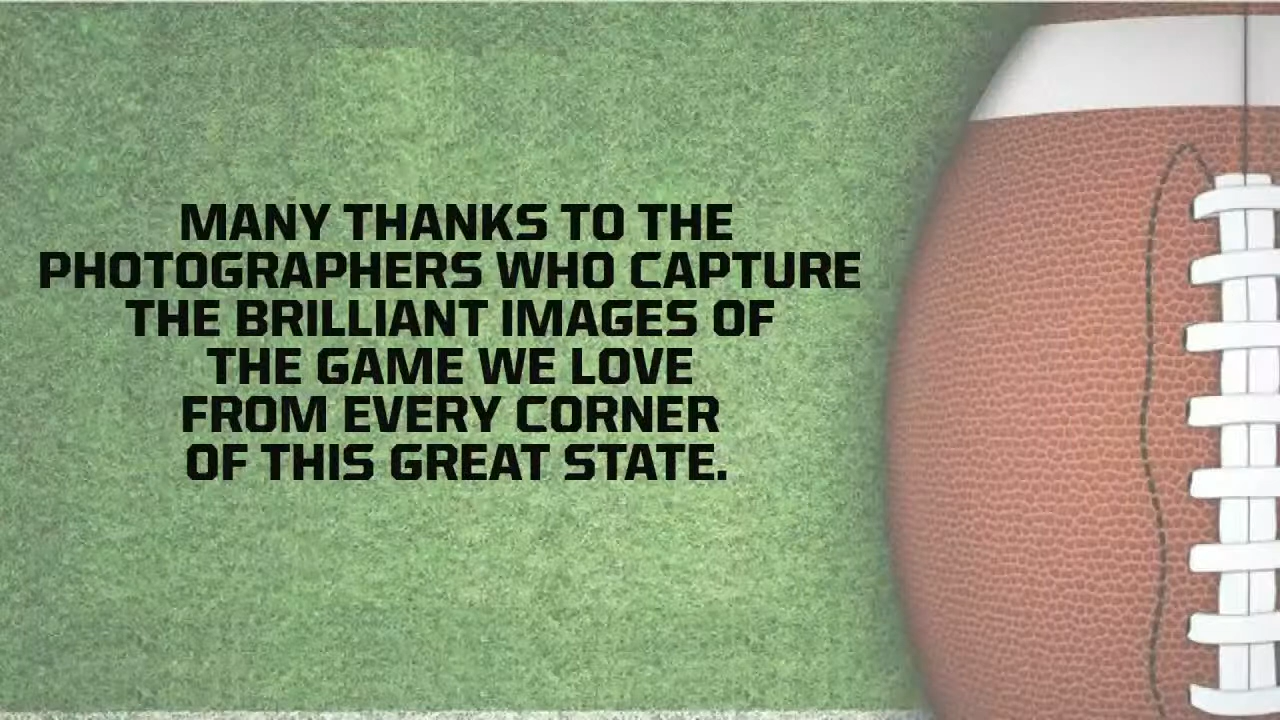 MANY THANKS TO THE
PHOTOGRAPHERS WHO CAPTURE
THE BRILLIANT IMAGES OF
THE GAME WE LOVE
FROM EVERY CORNER
OF THIS GREAT STATE.